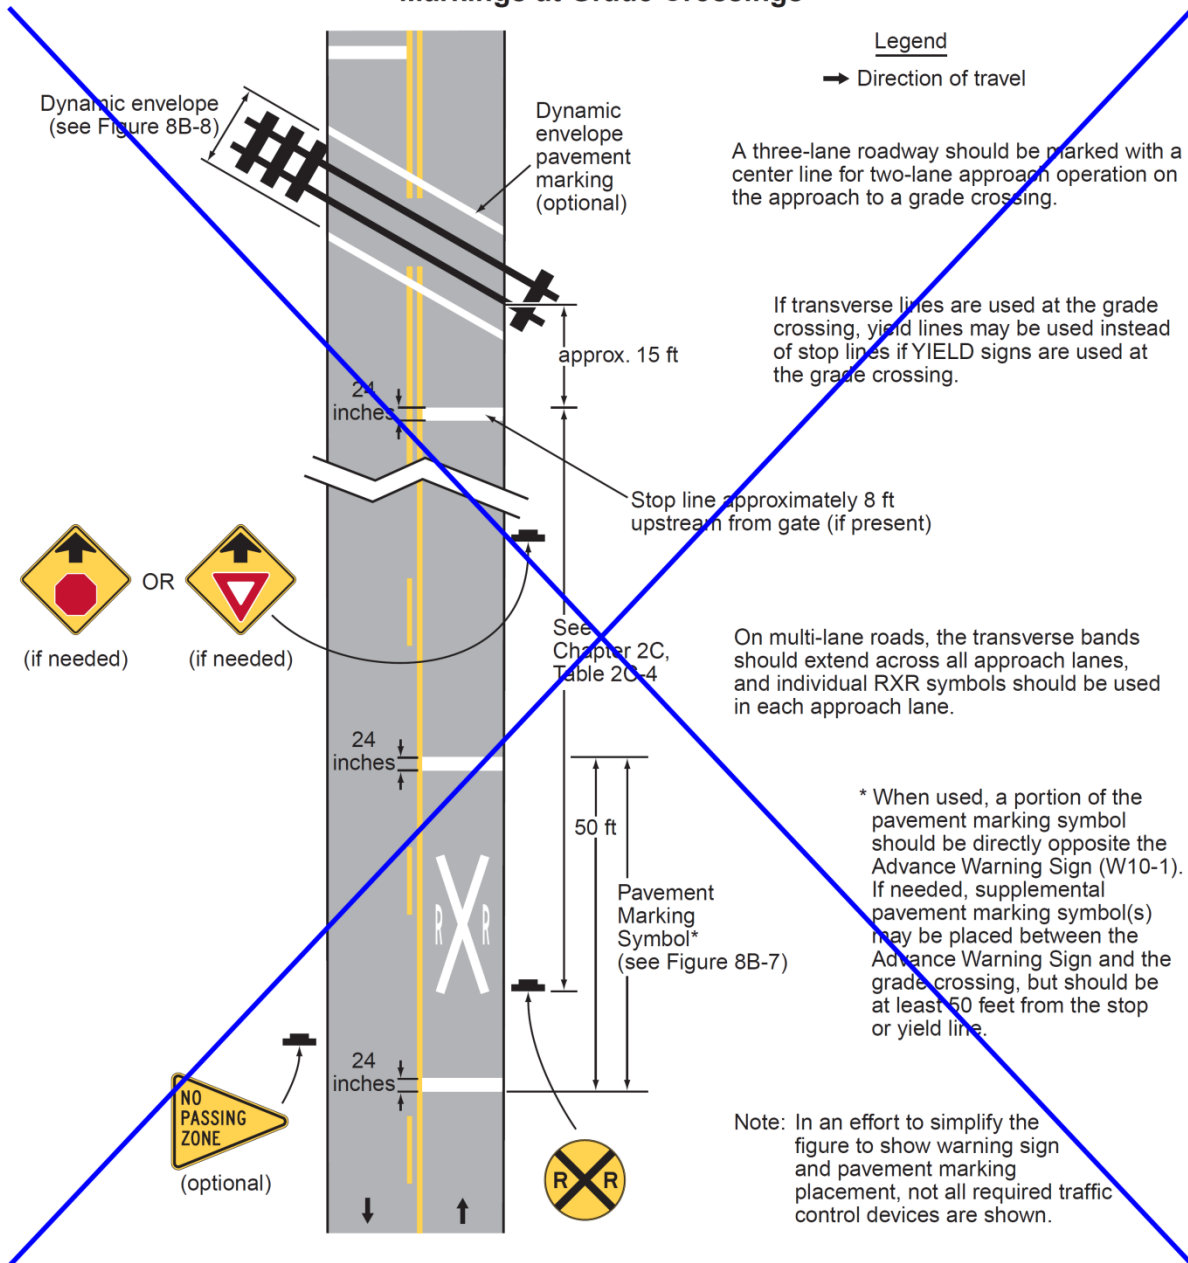 Markings at Grade Crossings
Legend
Direction of travel
Dynamic envelope
(see Figure 8B-8)
Dynamic
envelope
pavement
marking
(optional)
A three-lane roadway should be marked with a
center line for two-lane approach operation on
the approach to a grade crossing.
If transverse lines are used at the grade
crossing, yield lines may be used instead
of stop lines if YIELD signs are used at
the grade crossing.
approx. 15 ft
24
inches
Stop line approximately 8 ft
upstream from gate (if present)
OR
(if needed)
(if needed)
See
Chapter 2C,
Table 2C-4
On multi-lane roads, the transverse bands
should extend across all approach lanes,
and individual RXR symbols should be used
in each approach lane.
24
inches
50 ft
* When used, a portion of the
pavement marking symbol
should be directly opposite the
Advance Warning Sign (W10-1).
If needed, supplemental
pavement marking symbol(s)
may be placed between the
Advance Warning Sign and the
grade crossing, but should be
at least 50 feet from the stop
or yield line.
R R
Pavement
Marking
Symbol*
(see Figure 8B-7)
24
inches
NO
PASSING
ZONE
(optional)
R R
Note: In an effort to simplify the
figure to show warning sign
and pavement marking
placement, not all required traffic
control devices are shown.